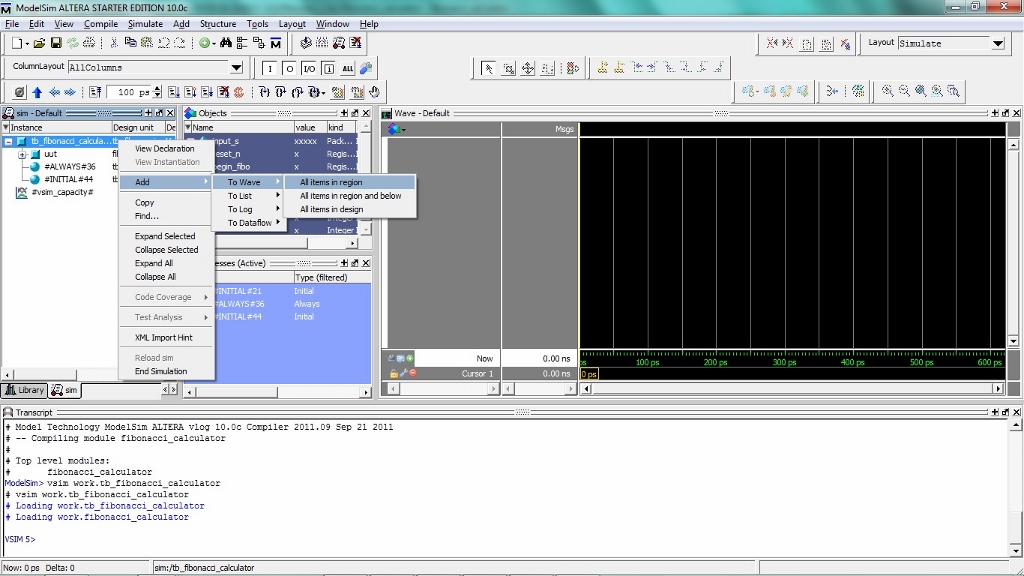 ModelSim ALTERA STARTER EDITION 10.0c
File Edit View Compile Simulate Add Structure Tools Layout Window Help
Layout Simulate
ColumnLayout AllColumns
100 ps
sim - Default
Instance Design unit De
tb_fibonacci_calcula... tb
uut fi
#ALWAYS#36 tb
#INITIAL#44 tb
#vsim_capacity#
Library sim
View Declaration
View Instantiation
Add
Copy
Find...
Expand Selected
Collapse Selected
Expand All
Collapse All
Code Coverage
Test Analysis
XML Import Hint
Reload sim
End Simulation
To Wave
To List
To Log
To Dataflow
All items in region
All items in region and below
All items in design
Objects
Name value kind
input_s xxxxx Pack...
eset_n x Regis...
egin_fibo x Regis...
x Integer
x Integer
esses (Active)
Type (filtered)
#INITIAL#21 Initial
#ALWAYS#36 Always
#INITIAL#44 Initial
Wave - Default
Msgs
Now 0.00 ns
Cursor 1 0.00 ns
ps 100 ps 200 ps 300 ps 400 ps 500 ps 600 ps
0 ps
Transcript
# Model Technology ModelSim ALTERA vlog 10.0c Compiler 2011.09 Sep 21 2011
# -- Compiling module fibonacci_calculator
#
# Top level modules:
# fibonacci_calculator
ModelSim> vsim work.tb_fibonacci_calculator
# vsim work.tb_fibonacci_calculator
# Loading work.tb_fibonacci_calculator
# Loading work.fibonacci_calculator
VSIM 5>
Now: 0 ps Delta: 0
sim:/tb_fibonacci_calculator